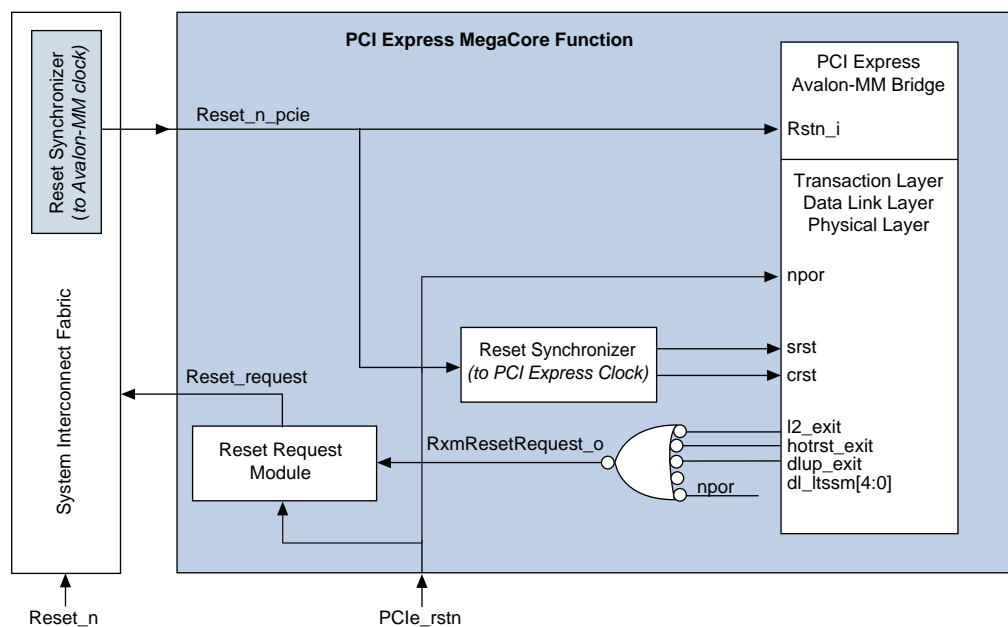 PCI Express MegaCore Function
Reset Synchronizer
(to Avalon-MM clock)
PCI Express
Avalon-MM Bridge
Reset_n_pcie
Rstn_i
Transaction Layer
Data Link Layer
Physical Layer
npor
System Interconnect Fabric
Reset Synchronizer
(to PCI Express Clock)
srst
crst
Reset_request
Reset Request
Module
RxmResetRequest_o
l2_exit
hotrst_exit
dlup_exit
dl_ltssm[4:0]
npor
Reset_n
PCIe_rstn